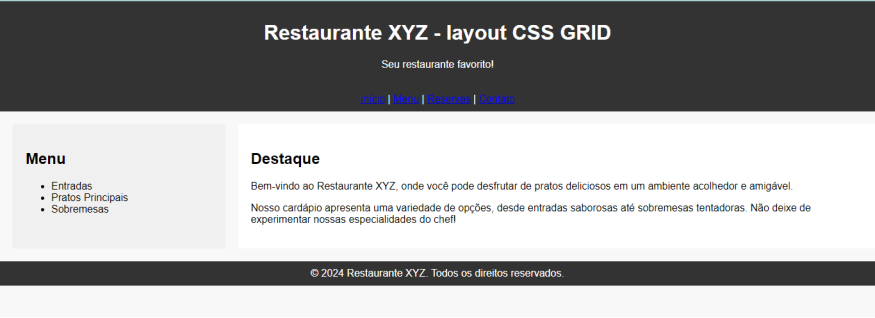 Restaurante XYZ - layout CSS GRID
Seu restaurante favorito!
Início | Menu | Reservas | Contato
Menu
Destaque
• Entradas
• Pratos Principais
• Sobremesas
Bem-vindo ao Restaurante XYZ, onde você pode desfrutar de pratos deliciosos em um ambiente acolhedor e amigável.
Nosso cardápio apresenta uma variedade de opções, desde entradas saborosas até sobremesas tentadoras. Não deixe de
experimentar nossas especialidades do chef!
© 2024 Restaurante XYZ. Todos os direitos reservados.